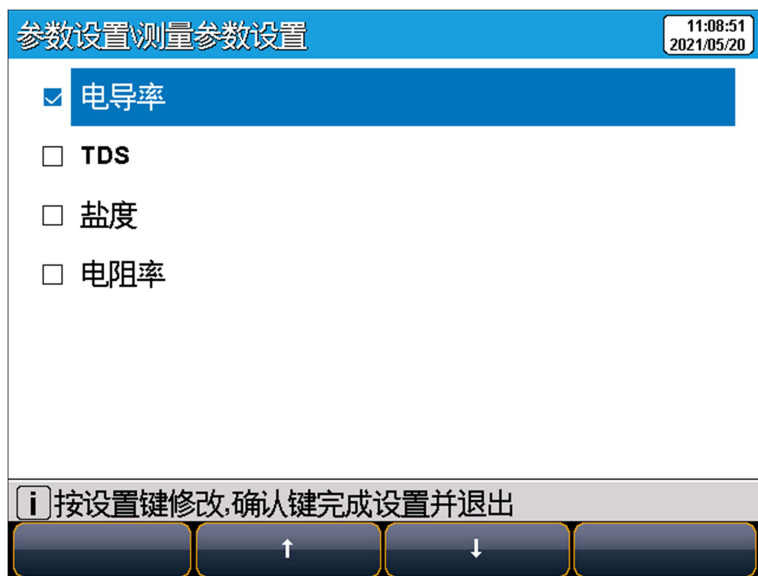 参数设置\测量参数设置
11:08:51
2021/05/20
电导率
TDS
盐度
电阻率
i 按设置键修改,确认键完成设置并退出
↑ ↓